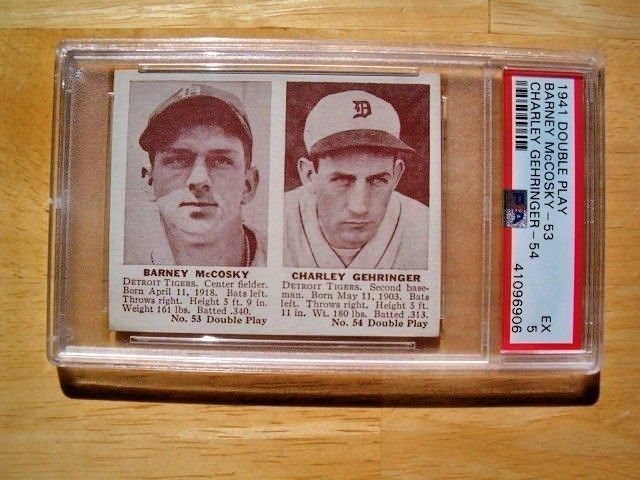 BARNEY McCOSKY
DETROIT TIGERS. Center fielder.
Born April 11, 1918. Bats left.
Throws right. Height 5 ft. 9 in.
Weight 161 lbs. Batted .340.
No. 53 Double Play
D
CHARLEY GEHRINGER
DETROIT TIGERS. Second base-
man. Born May 11, 1903. Bats
left. Throws right. Height 5 ft.
11 in. Wt. 180 lbs. Batted .313.
No. 54 Double Play
1941 DOUBLE PLAY
BARNEY McCOSKY - 53
CHARLEY GEHRINGER - 54
EX
5
PSA
41096906